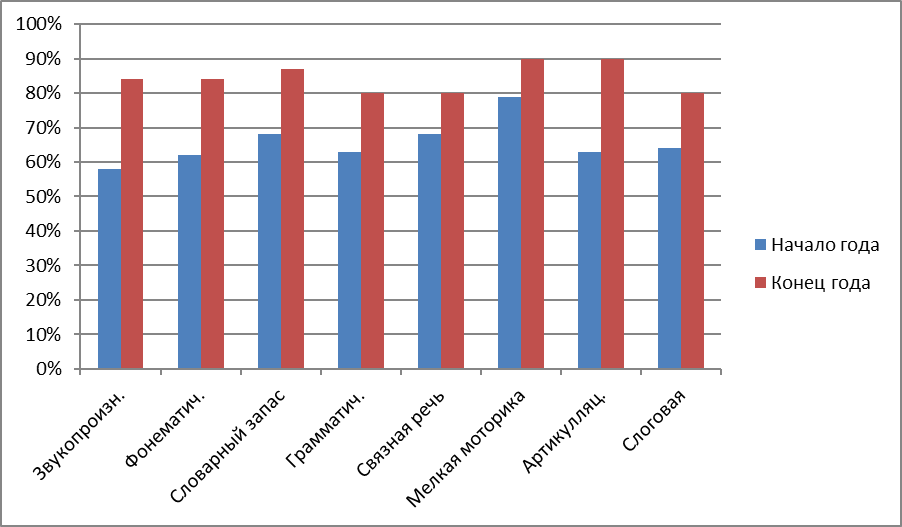 100%
90%
80%
70%
60%
50%
40%
30%
20%
10%
0%
Звукопроизн.
Фонематич.
Словарный запас
Грамматич.
Связная речь
Мелкая моторика
Артикулляц.
Слоговая
Начало года
Конец года